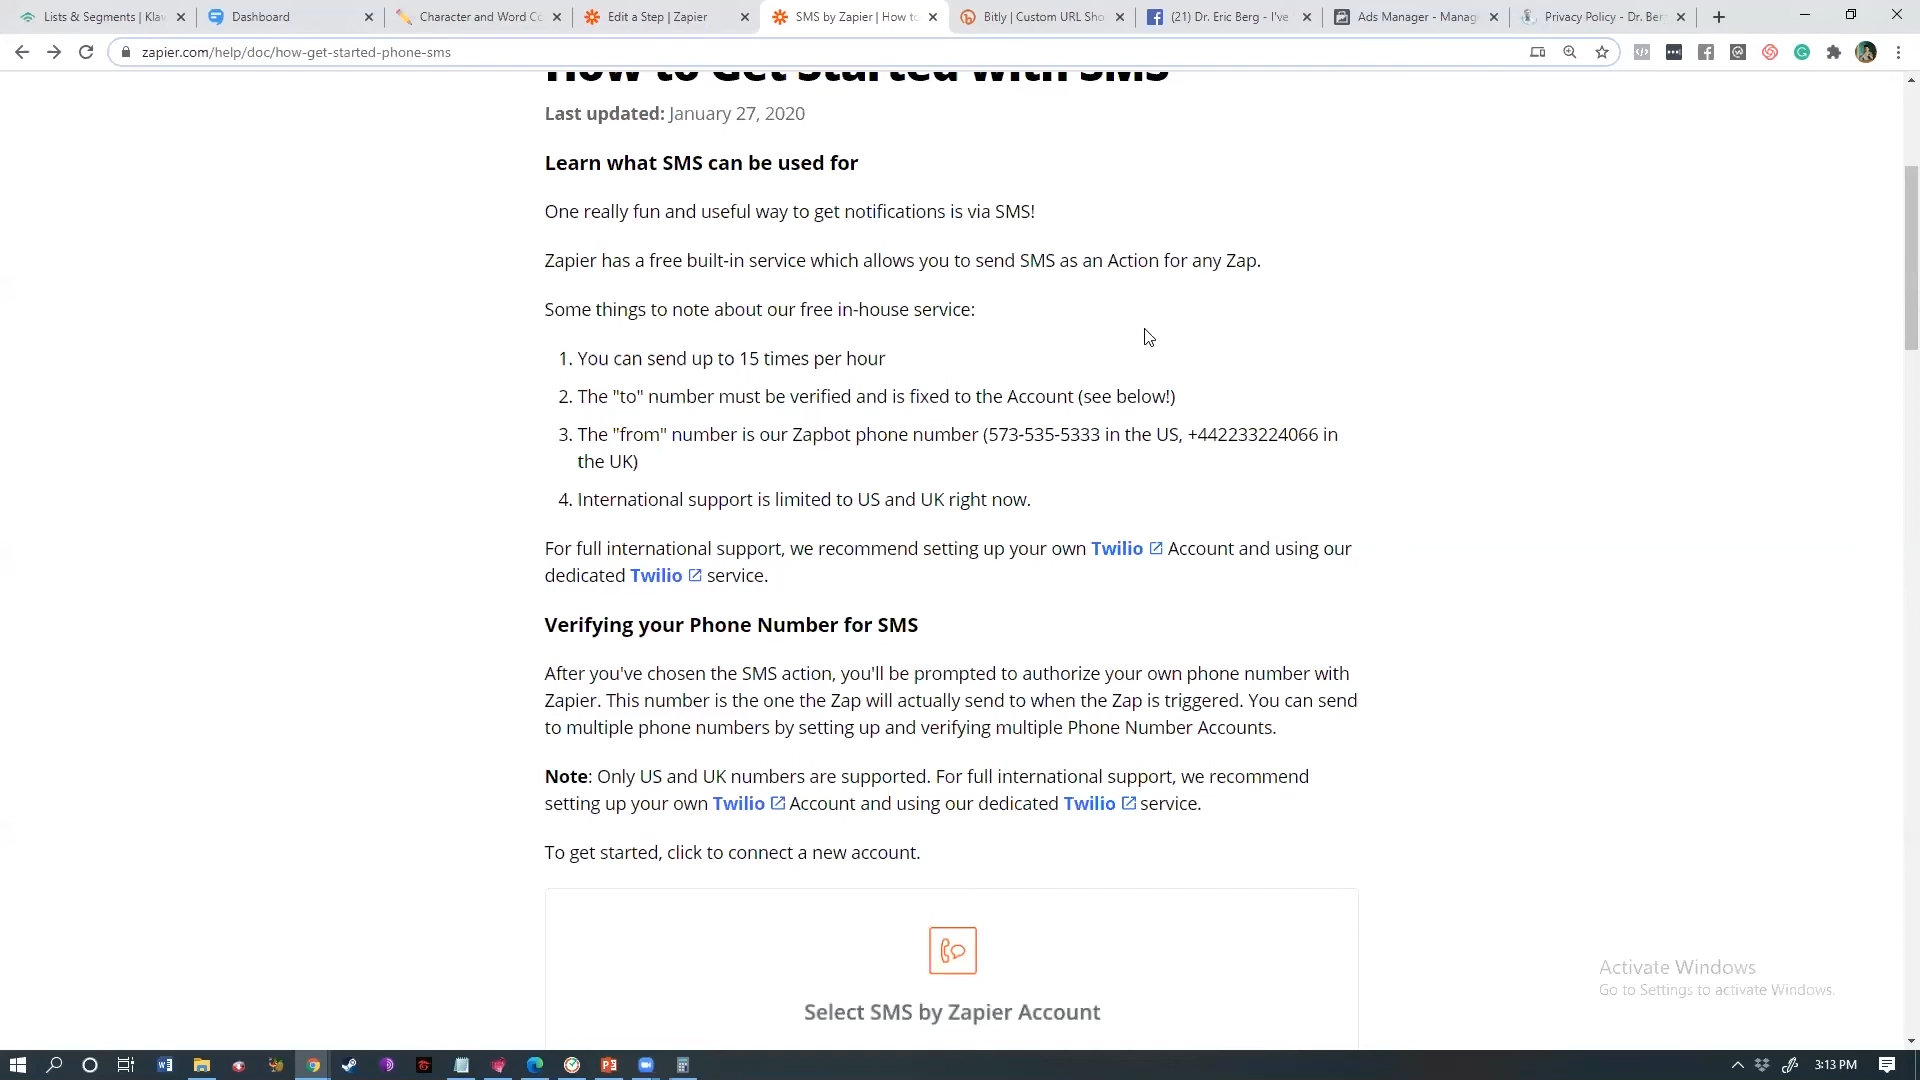 Lists & Segments | Klav
Dashboard
Character and Word Co
Edit a Step | Zapier
SMS by Zapier | How to
Bitly | Custom URL Sho
(21) Dr. Eric Berg - I've
Ads Manager - Manag
Privacy Policy - Dr. Ber
zapier.com/help/doc/how-get-started-phone-sms
How to Get Started with SMS
Last updated: January 27, 2020
Learn what SMS can be used for
One really fun and useful way to get notifications is via SMS!
Zapier has a free built-in service which allows you to send SMS as an Action for any Zap.
Some things to note about our free in-house service:
1. You can send up to 15 times per hour
2. The "to" number must be verified and is fixed to the Account (see below!)
3. The "from" number is our Zapbot phone number (573-535-5333 in the US, +442233224066 in
the UK)
4. International support is limited to US and UK right now.
For full international support, we recommend setting up your own Twilio Account and using our
dedicated Twilio service.
Verifying your Phone Number for SMS
After you've chosen the SMS action, you'll be prompted to authorize your own phone number with
Zapier. This number is the one the Zap will actually send to when the Zap is triggered. You can send
to multiple phone numbers by setting up and verifying multiple Phone Number Accounts.
Note: Only US and UK numbers are supported. For full international support, we recommend
setting up your own Twilio Account and using our dedicated Twilio service.
To get started, click to connect a new account.
Select SMS by Zapier Account
Activate Windows
Go to Settings to activate Windows.
3:13 PM